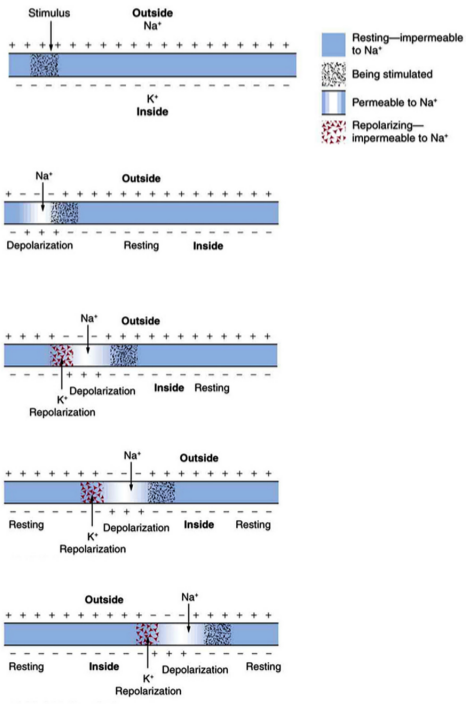 Stimulus
Outside
Na⁺
+ + + + + + + + + + + + + + + + + + +
− − − − − − − − − − − − − − − − − − −
K⁺
Inside
Resting—impermeable
to Na⁺
Being stimulated
Permeable to Na⁺
Repolarizing—
impermeable to Na⁺
Na⁺
Outside
+ − − − + + + + + + + + + + + + + + +
− + + + − − − − − − − − − − − − − − −
Depolarization Resting Inside
Na⁺
Outside
+ + + + − − − + + + + + + + + + + + +
− − − − + + + − − − − − − − − − − − −
K⁺
Depolarization Inside Resting
Repolarization
Na⁺
Outside
+ + + + + + + − − − + + + + + + + + +
− − − − − − − + + + − − − − − − − − −
Resting Depolarization Inside Resting
K⁺
Repolarization
Outside Na⁺
+ + + + + + + + + + − − − + + + + + +
− − − − − − − − − − + + + − − − − − −
Resting Inside Depolarization Resting
K⁺
Repolarization